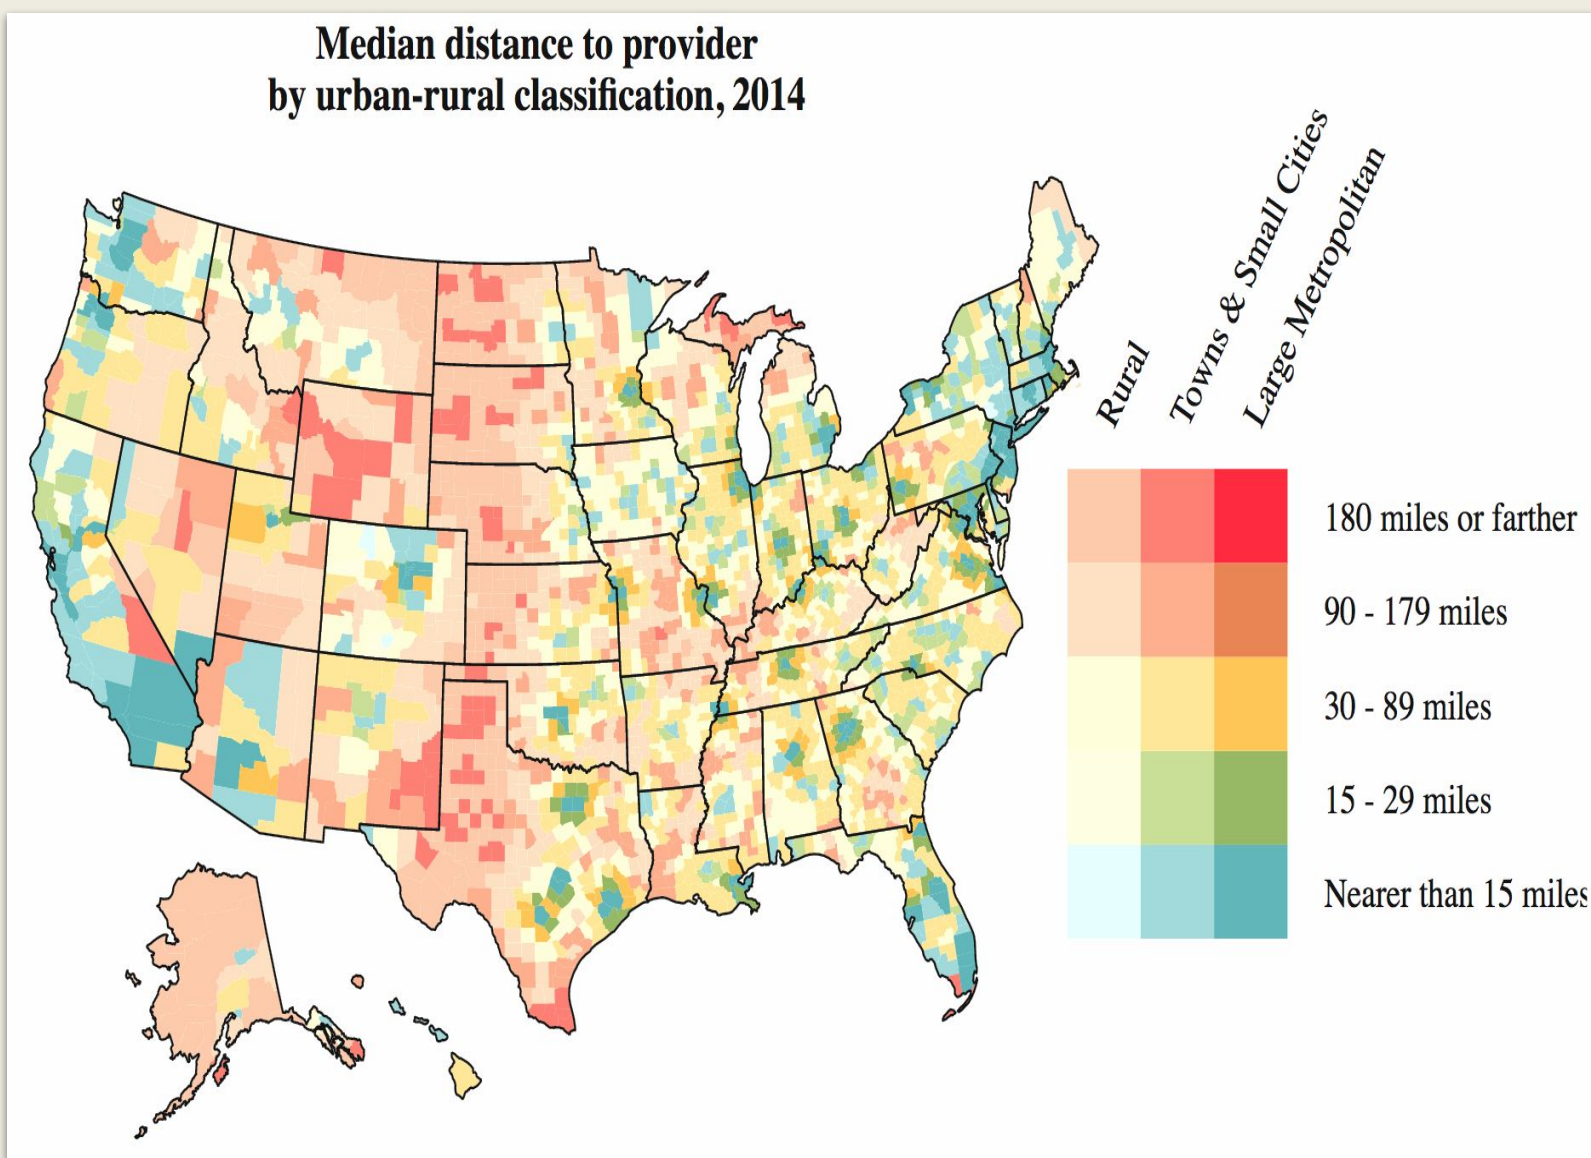 Median distance to provider
by urban-rural classification, 2014
Rural
Towns & Small Cities
Large Metropolitan
180 miles or farther
90 - 179 miles
30 - 89 miles
15 - 29 miles
Nearer than 15 miles